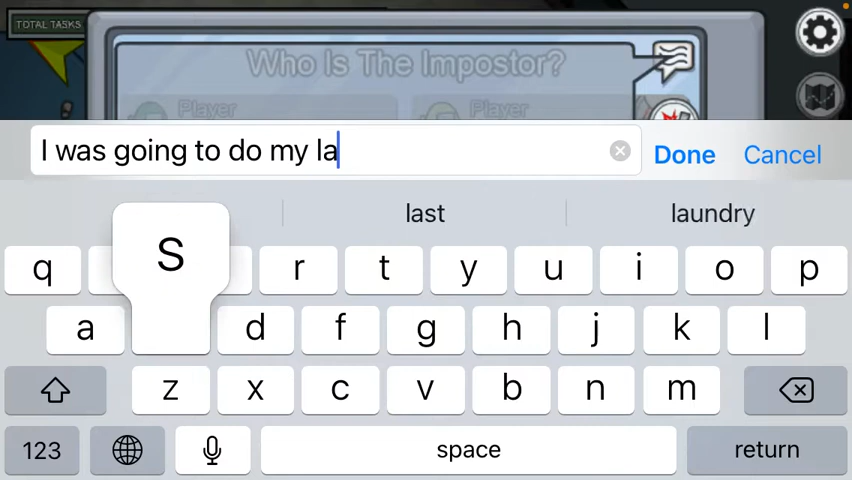 TOTAL TASKS
Who Is The Impostor?
Player Player
I was going to do my la
Done Cancel
last laundry
S
q r t y u i o p
a d f g h j k l
z x c v b n m
123 space return